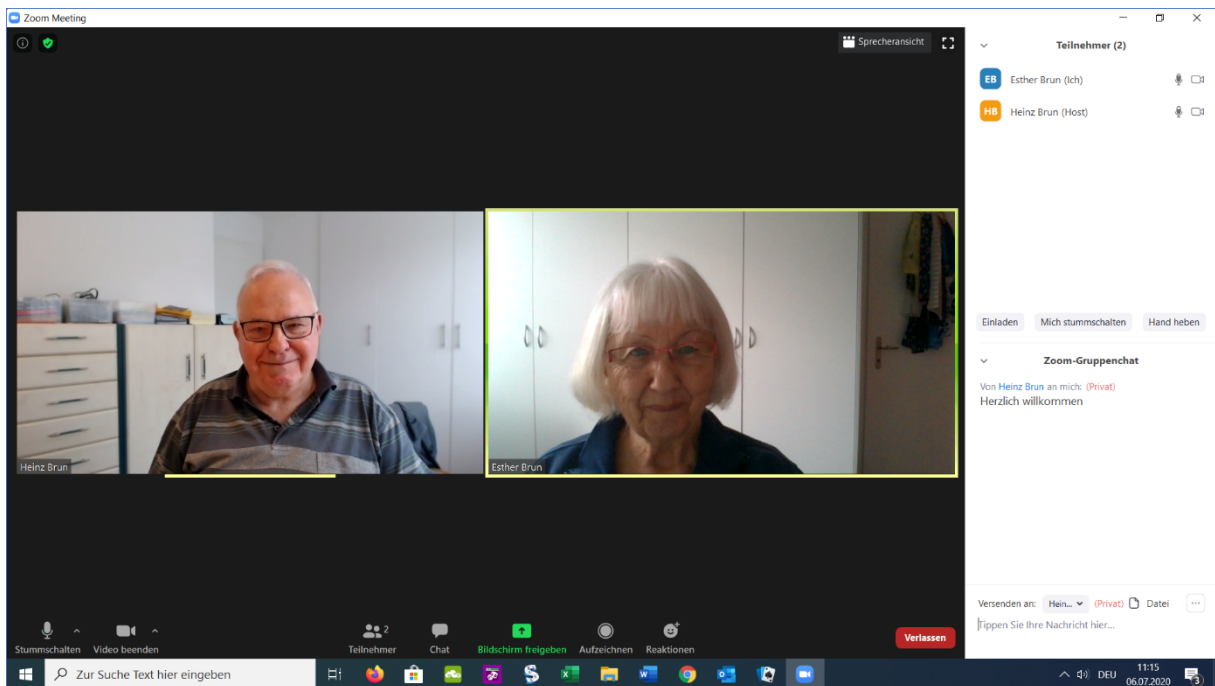 Zoom Meeting
Sprecheransicht
Teilnehmer (2)
EB Esther Brun (Ich)
HB Heinz Brun (Host)
Heinz Brun
Esther Brun
Einladen Mich stummschalten Hand heben
Zoom-Gruppenchat
Von Heinz Brun an mich: (Privat)
Herzlich willkommen
Versenden an: Hein... (Privat) Datei
Tippen Sie Ihre Nachricht hier...
2
Stummschalten Video beenden Teilnehmer Chat Bildschirm freigeben Aufzeichnen Reaktionen Verlassen
Zur Suche Text hier eingeben
DEU
11:15
06.07.2020
3